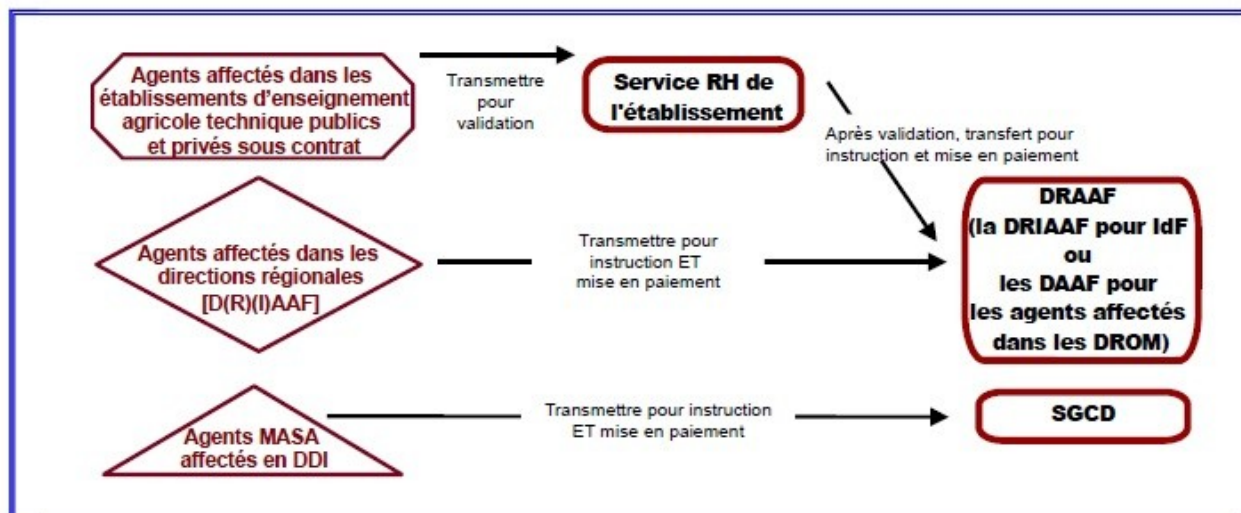 Agents affectés dans les
établissements d'enseignement
agricole technique publics
et privés sous contrat
Transmettre
pour
validation
Service RH de
l'établissement
Après validation, transfert pour
instruction et mise en paiement
Agents affectés dans les
directions régionales
[D(R)(I)AAF]
Transmettre pour
instruction ET
mise en paiement
DRAAF
(la DRIAAF pour IdF
ou
les DAAF pour
les agents affectés
dans les DROM)
Agents MASA
affectés en DDI
Transmettre pour instruction
ET mise en paiement
SGCD